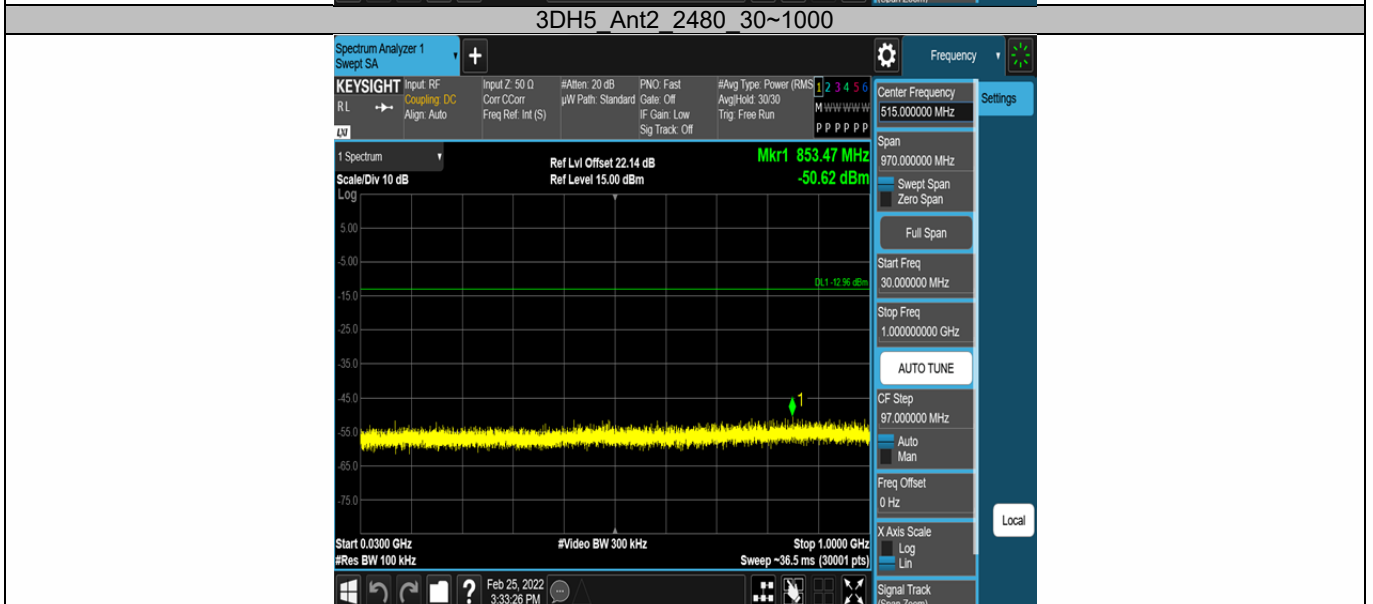 (Span Zoom)
3DH5_Ant2_2480_30~1000
Spectrum Analyzer 1
Swept SA
+
Frequency
KEYSIGHT
RL
LXI
Input: RF
Coupling: DC
Align: Auto
Input Z: 50 Ω
Corr CCorr
Freq Ref: Int (S)
#Atten: 20 dB
µW Path: Standard
PNO: Fast
Gate: Off
IF Gain: Low
Sig Track: Off
#Avg Type: Power (RMS
Avg|Hold: 30/30
Trig: Free Run
1 2 3 4 5 6
M W W W W W
P P P P P P
Center Frequency
515.000000 MHz
Settings
1 Spectrum
Ref Lvl Offset 22.14 dB
Mkr1 853.47 MHz
Scale/Div 10 dB
Ref Level 15.00 dBm
-50.62 dBm
Log
5.00
-5.00
-15.0
-25.0
-35.0
-45.0
-55.0
-65.0
-75.0
DL1 -12.96 dBm
1
Start 0.0300 GHz
#Video BW 300 kHz
Stop 1.0000 GHz
#Res BW 100 kHz
Sweep ~36.5 ms (30001 pts)
Span
970.000000 MHz
Swept Span
Zero Span
Full Span
Start Freq
30.000000 MHz
Stop Freq
1.000000000 GHz
AUTO TUNE
CF Step
97.000000 MHz
Auto
Man
Freq Offset
0 Hz
X Axis Scale
Log
Lin
Local
Signal Track
(Span Zoom)
?
Feb 25, 2022
3:33:26 PM